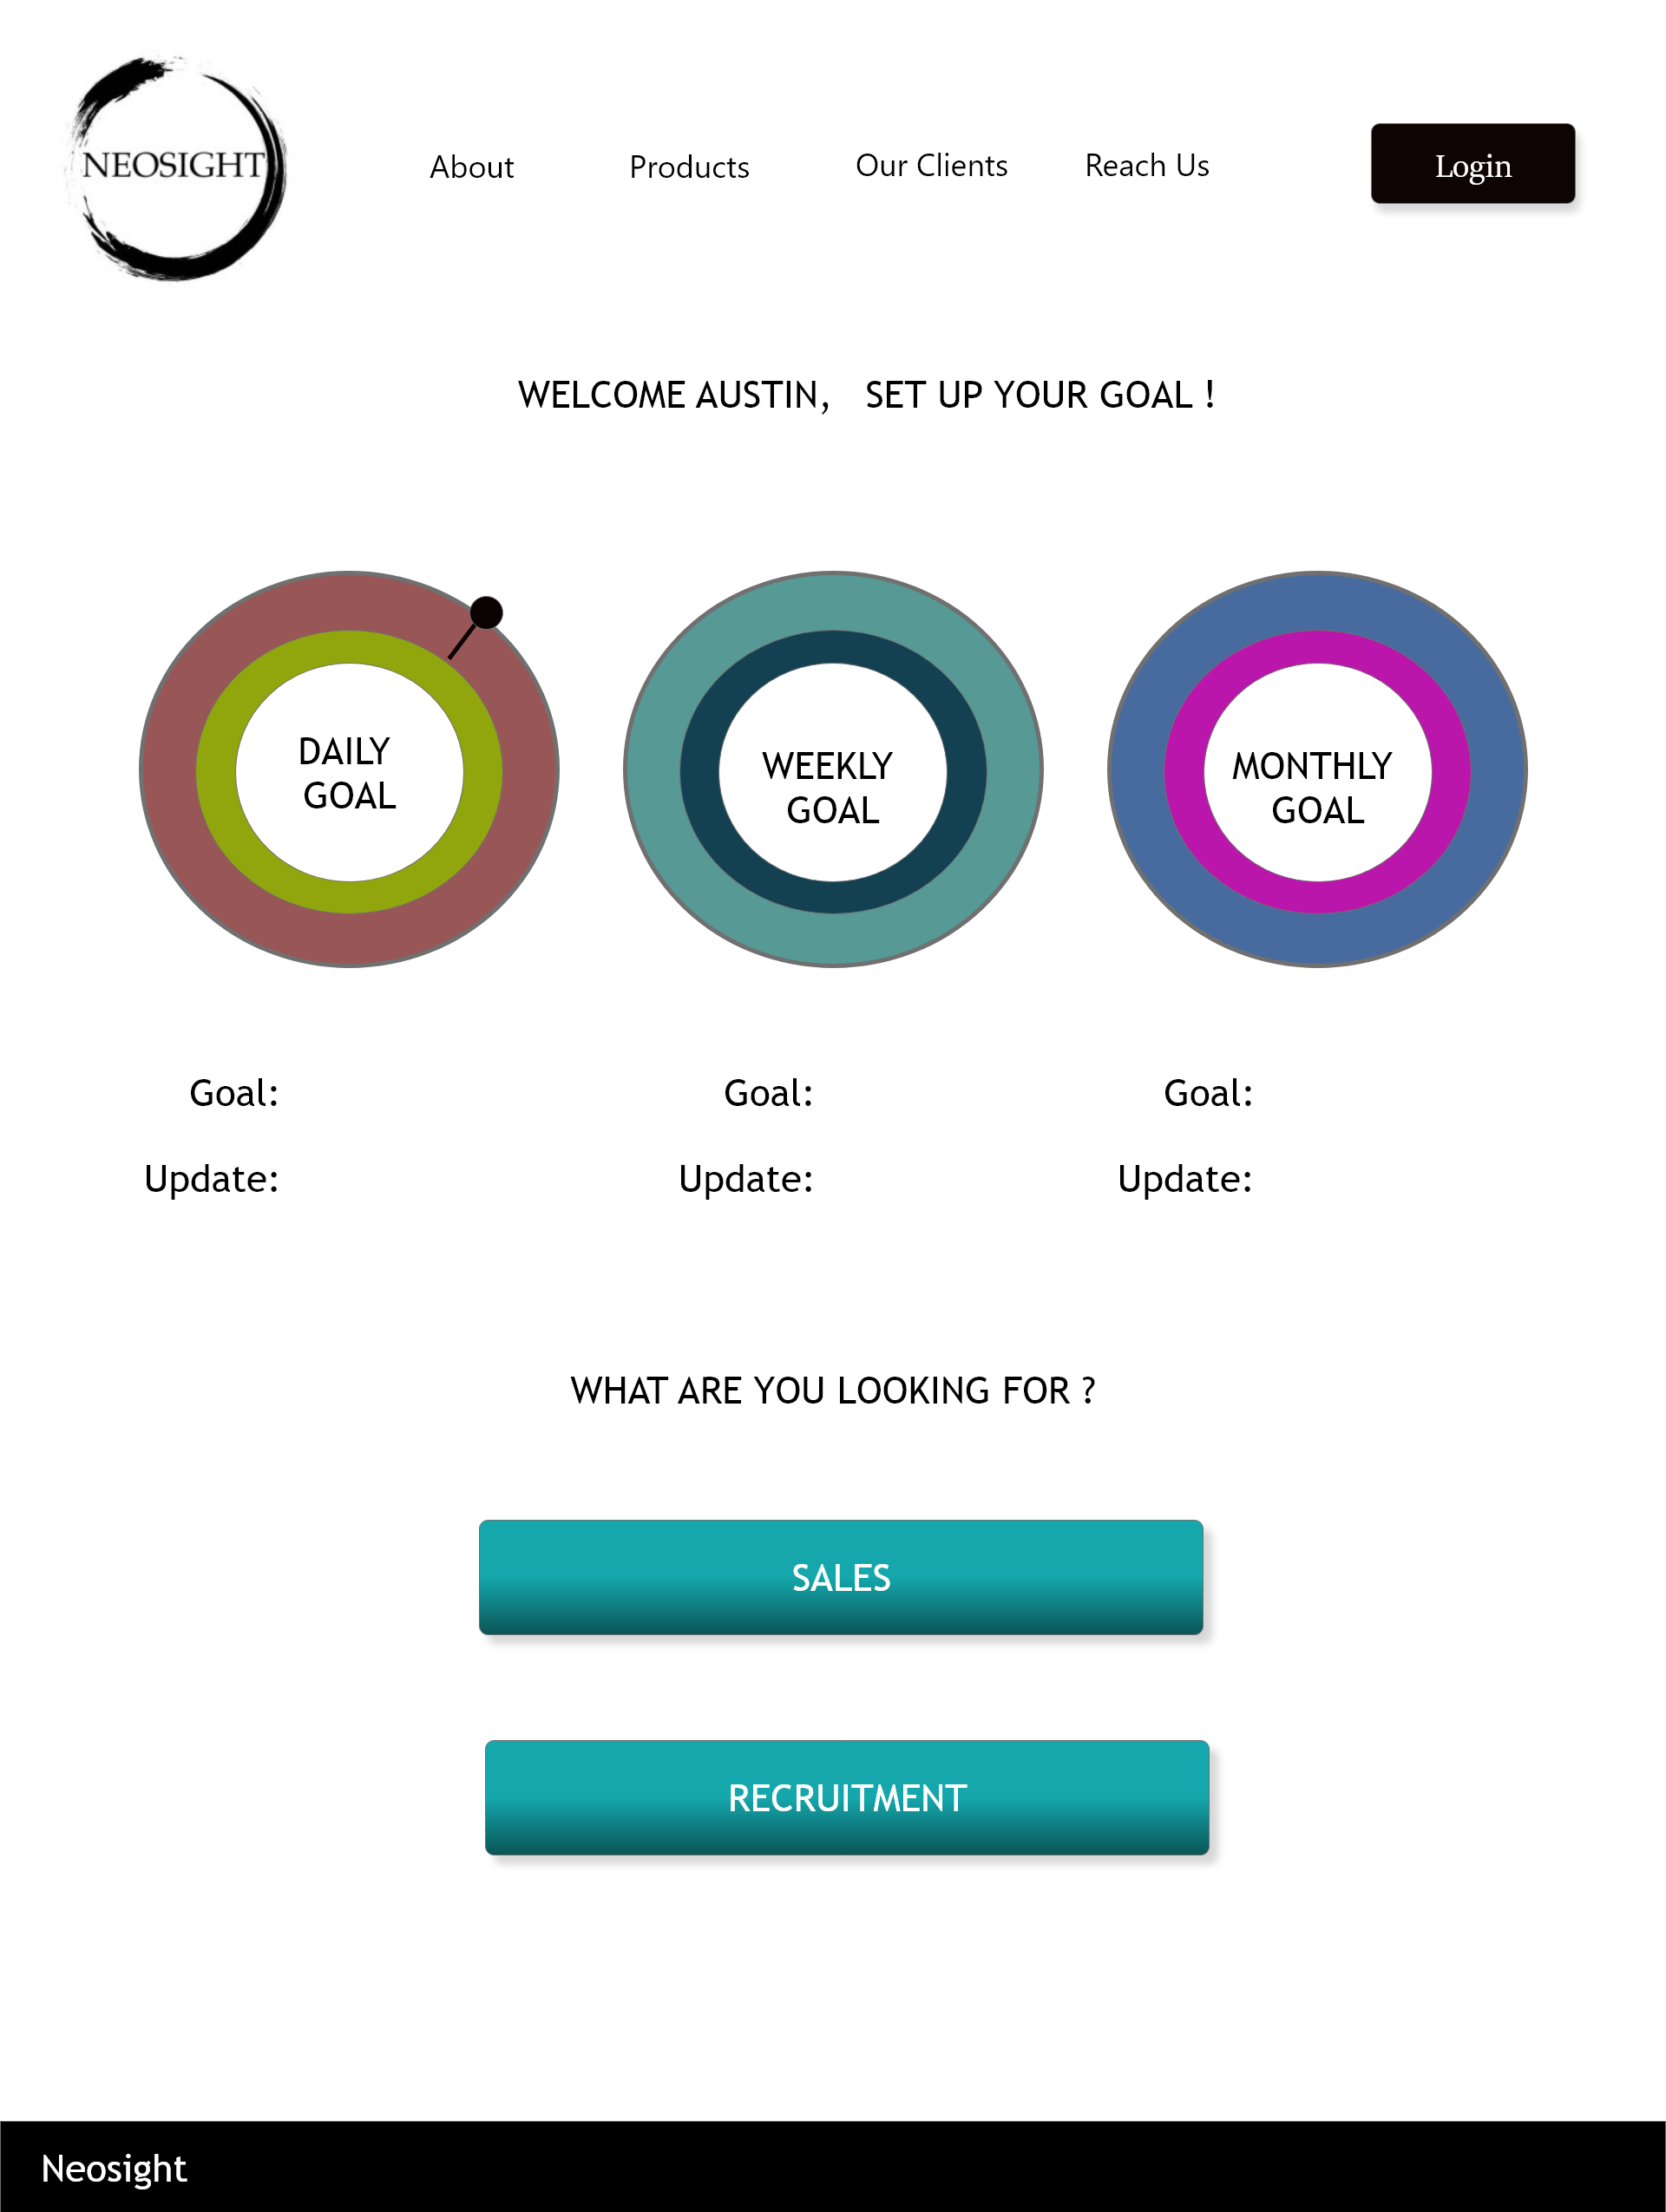 NEOSIGHT
About
Products
Our Clients
Reach Us
Login
WELCOME AUSTIN, SET UP YOUR GOAL !
DAILY
GOAL
WEEKLY
GOAL
MONTHLY
GOAL
Goal:
Goal:
Goal:
Update:
Update:
Update:
WHAT ARE YOU LOOKING FOR ?
SALES
RECRUITMENT
Neosight